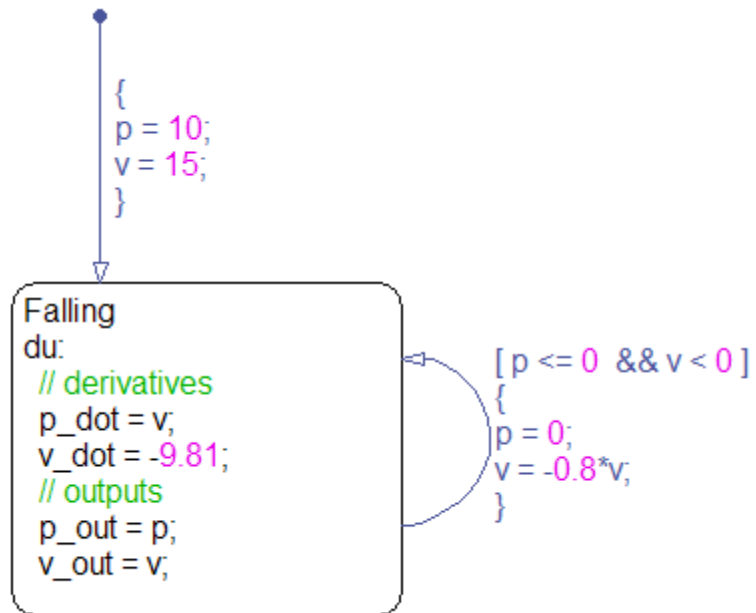 {
p = 10;
v = 15;
}
Falling
du:
// derivatives
p_dot = v;
v_dot = -9.81;
// outputs
p_out = p;
v_out = v;
[ p <= 0 && v < 0 ]
{
p = 0;
v = -0.8*v;
}